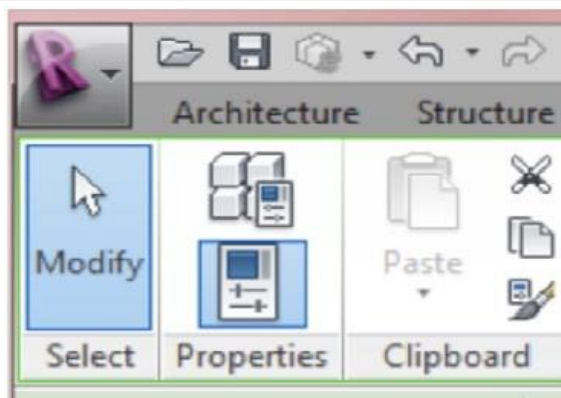 R
Architecture Structure
Modify
Paste
Select Properties Clipboard